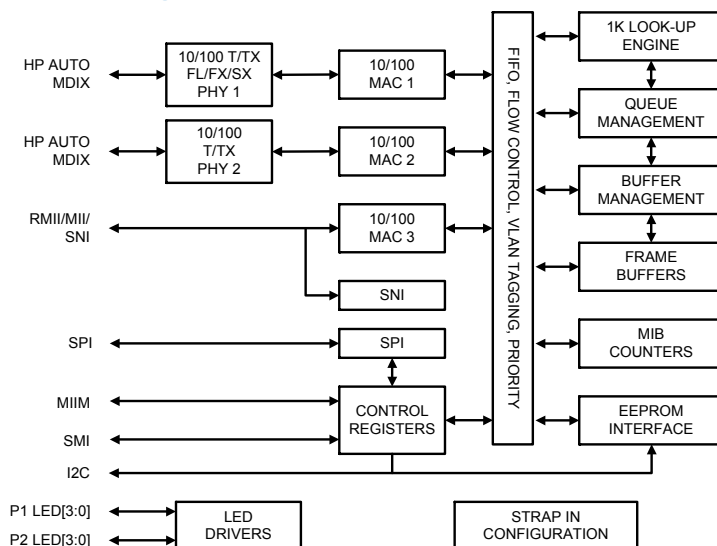 HP AUTO
MDIX
10/100 T/TX
FL/FX/SX
PHY 1
10/100
MAC 1
HP AUTO
MDIX
10/100
T/TX
PHY 2
10/100
MAC 2
RMII/MII/
SNI
10/100
MAC 3
SNI
SPI
SPI
MIIM
SMI
CONTROL
REGISTERS
I2C
P1 LED[3:0]
P2 LED[3:0]
LED
DRIVERS
FIFO, FLOW CONTROL, VLAN TAGGING, PRIORITY
1K LOOK-UP
ENGINE
QUEUE
MANAGEMENT
BUFFER
MANAGEMENT
FRAME
BUFFERS
MIB
COUNTERS
EEPROM
INTERFACE
STRAP IN
CONFIGURATION